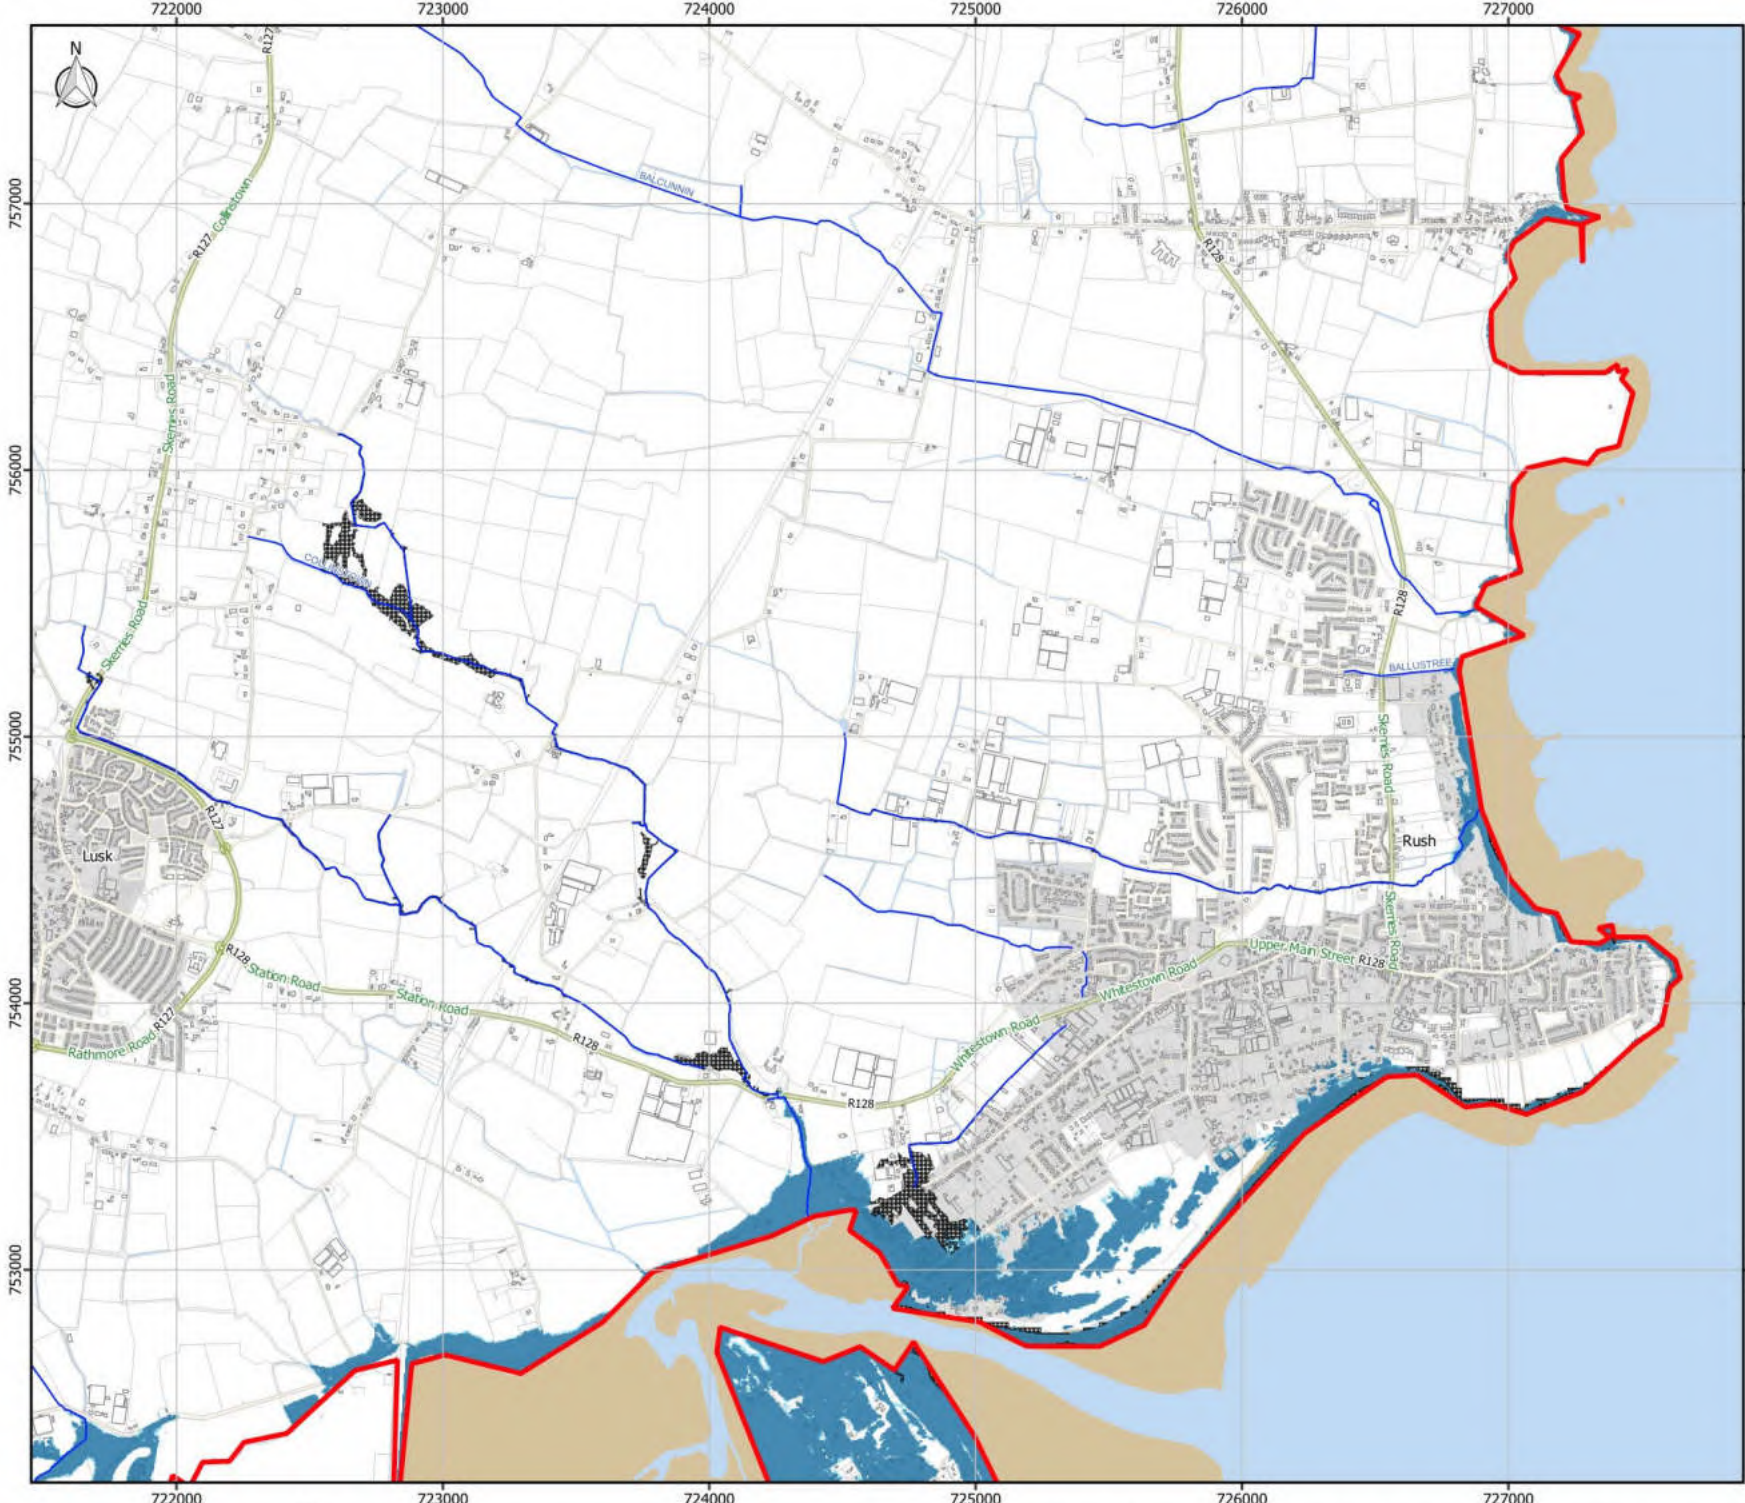 722000 723000 724000 725000 726000 727000
N
R127
757000
BALCUNNIN
Collinstown
R127
R128
Skerries Road
756000
R128
Skerries Road
BALLUSTREE
755000
Skerries Road
R127
Lusk
Rush
Skerries Road
R128
Station Road
Station Road
Upper Main Street
R128
Whitestown Road
754000
R127
Rathmore Road
R128
Whitestown Road
R128
753000
722000 723000 724000 725000 726000 727000